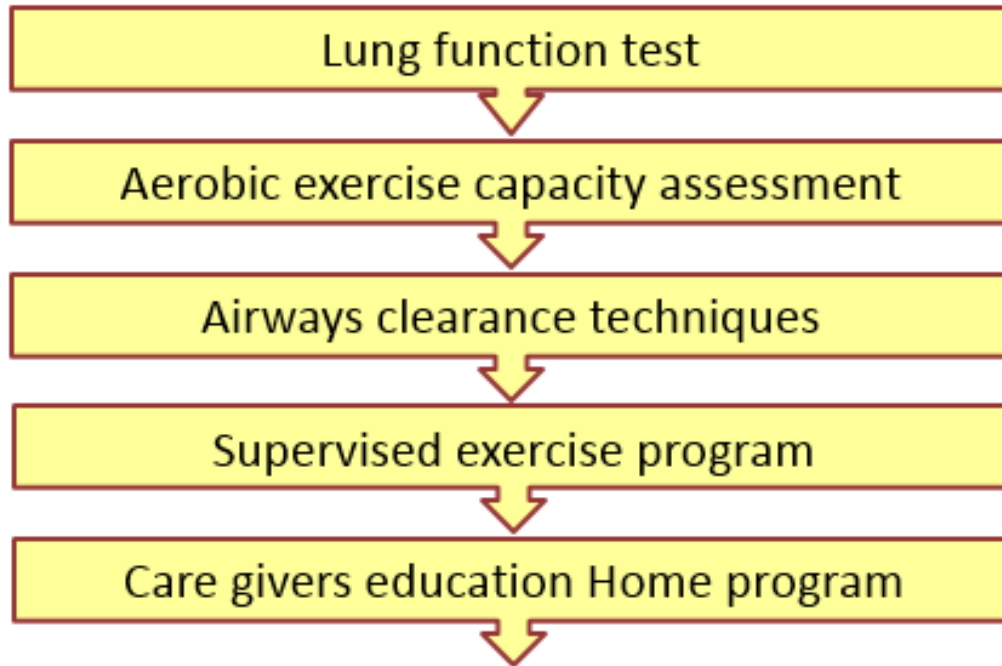 Lung function test
Aerobic exercise capacity assessment
Airways clearance techniques
Supervised exercise program
Care givers education Home program